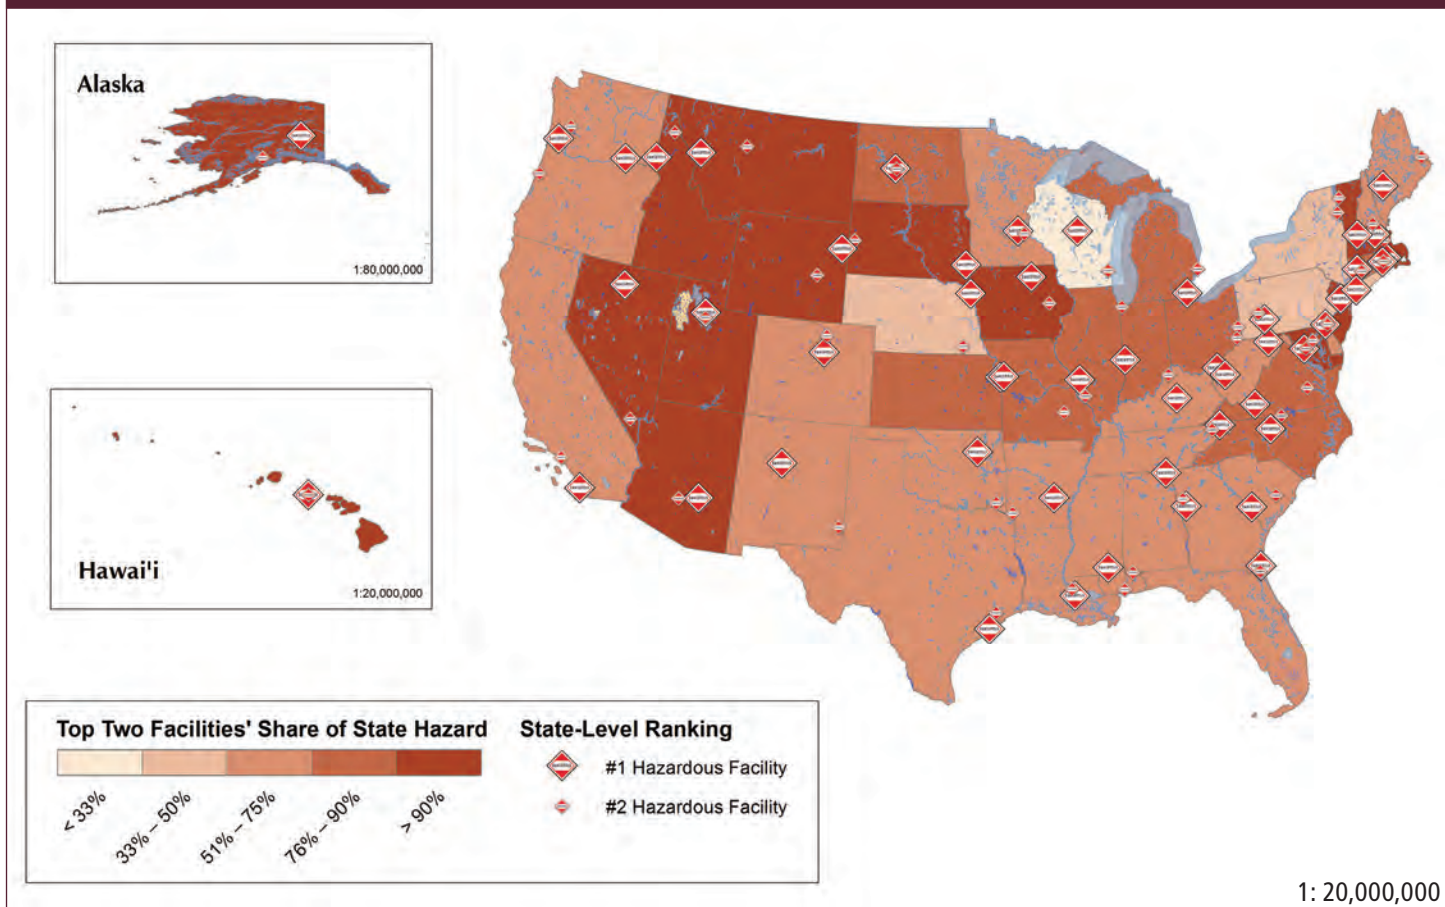 Alaska
1:80,000,000
Hawai'i
1:20,000,000
Top Two Facilities' Share of State Hazard
< 33%
33% – 50%
51% – 75%
76% – 90%
> 90%
State-Level Ranking
#1 Hazardous Facility
#2 Hazardous Facility
1: 20,000,000